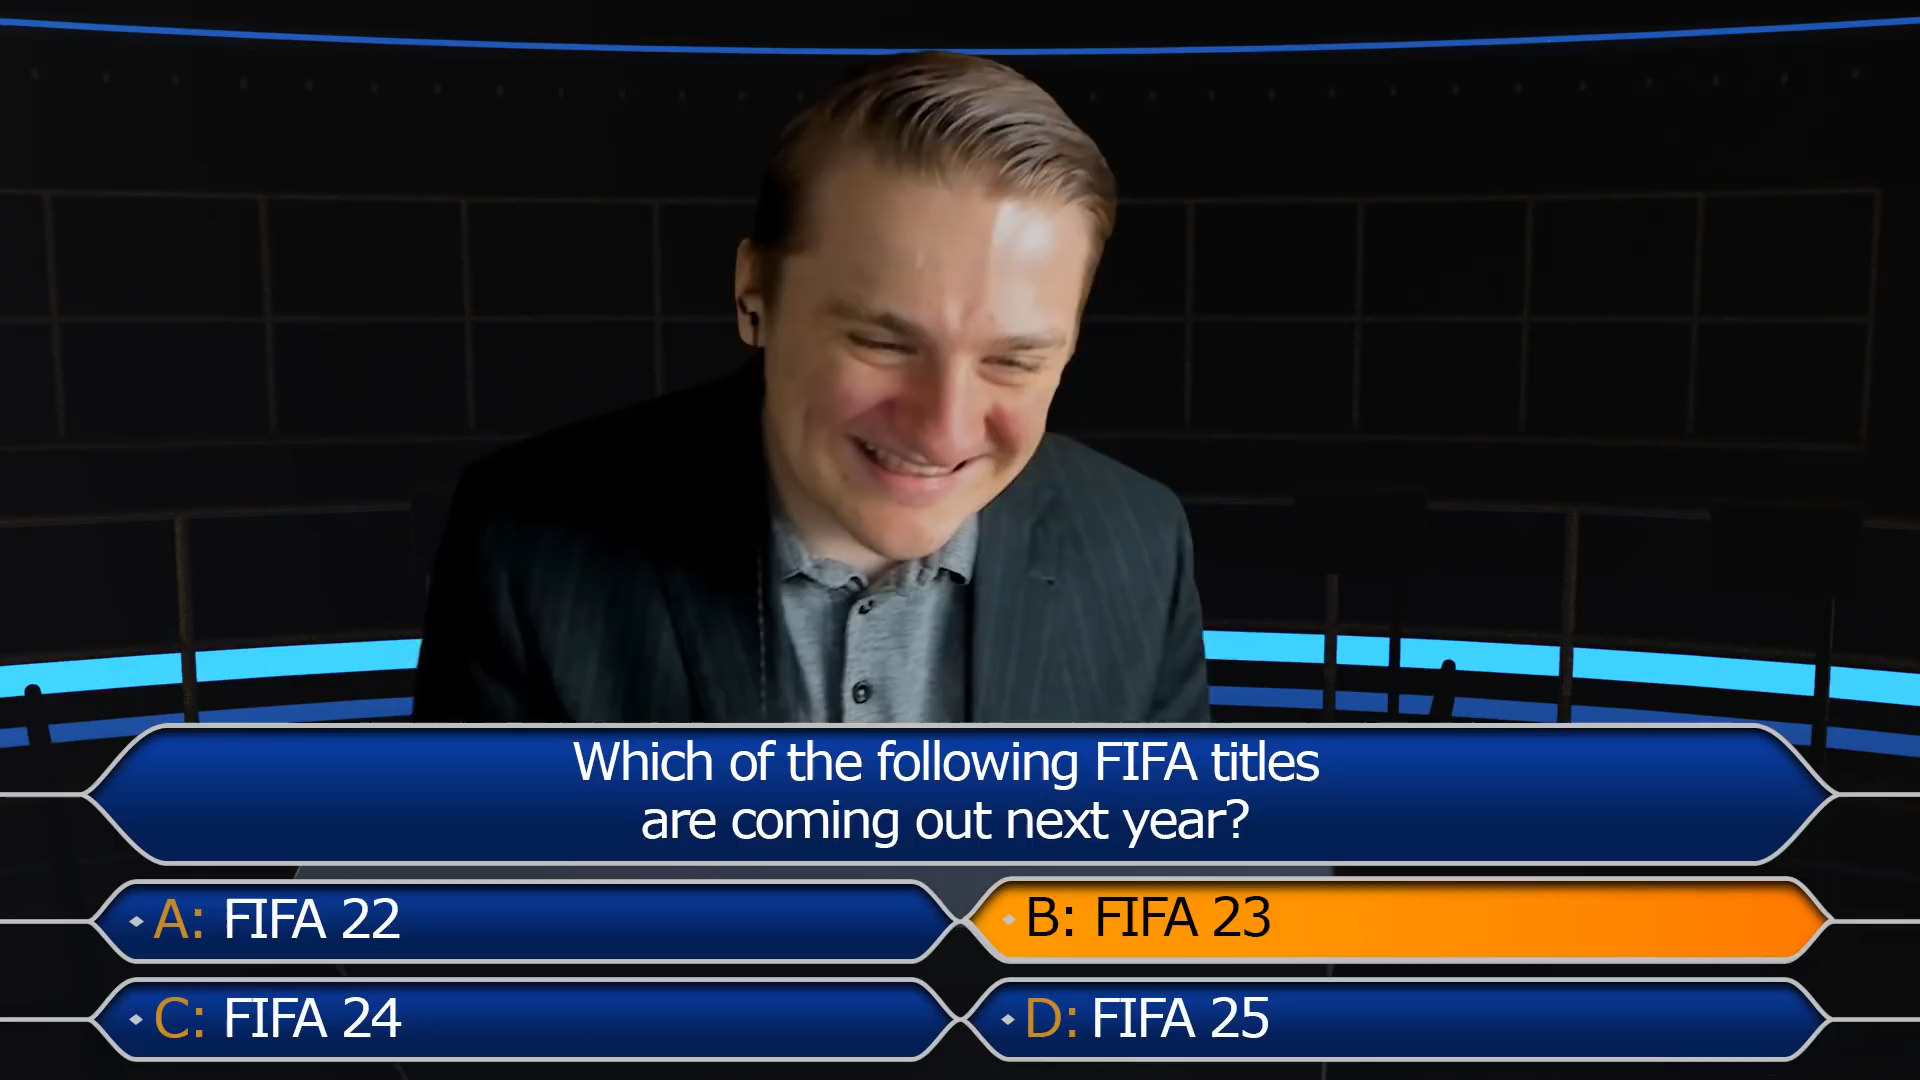 Which of the following FIFA titles
are coming out next year?
A: FIFA 22
B: FIFA 23
C: FIFA 24
D: FIFA 25